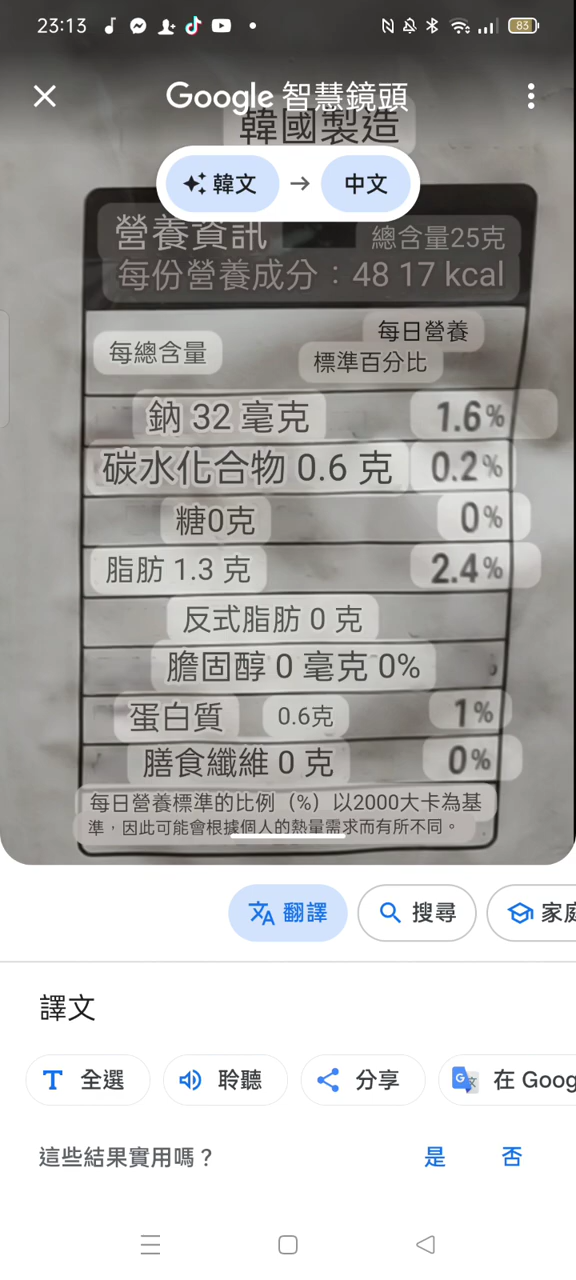 23:13
83
Google 智慧鏡頭
韓國製造
韓文 → 中文
營養資訊 總含量25克
每份營養成分：48 17 kcal
每日營養
每總含量 標準百分比
鈉 32 毫克 1.6%
碳水化合物 0.6 克 0.2%
糖0克 0%
脂肪 1.3 克 2.4%
反式脂肪 0 克
膽固醇 0 毫克 0%
蛋白質 0.6克 1%
膳食纖維 0 克 0%
每日營養標準的比例（%）以2000大卡為基
準，因此可能會根據個人的熱量需求而有所不同。
翻譯 搜尋 家庭
譯文
全選 聆聽 分享 在 Goog
這些結果實用嗎？ 是 否